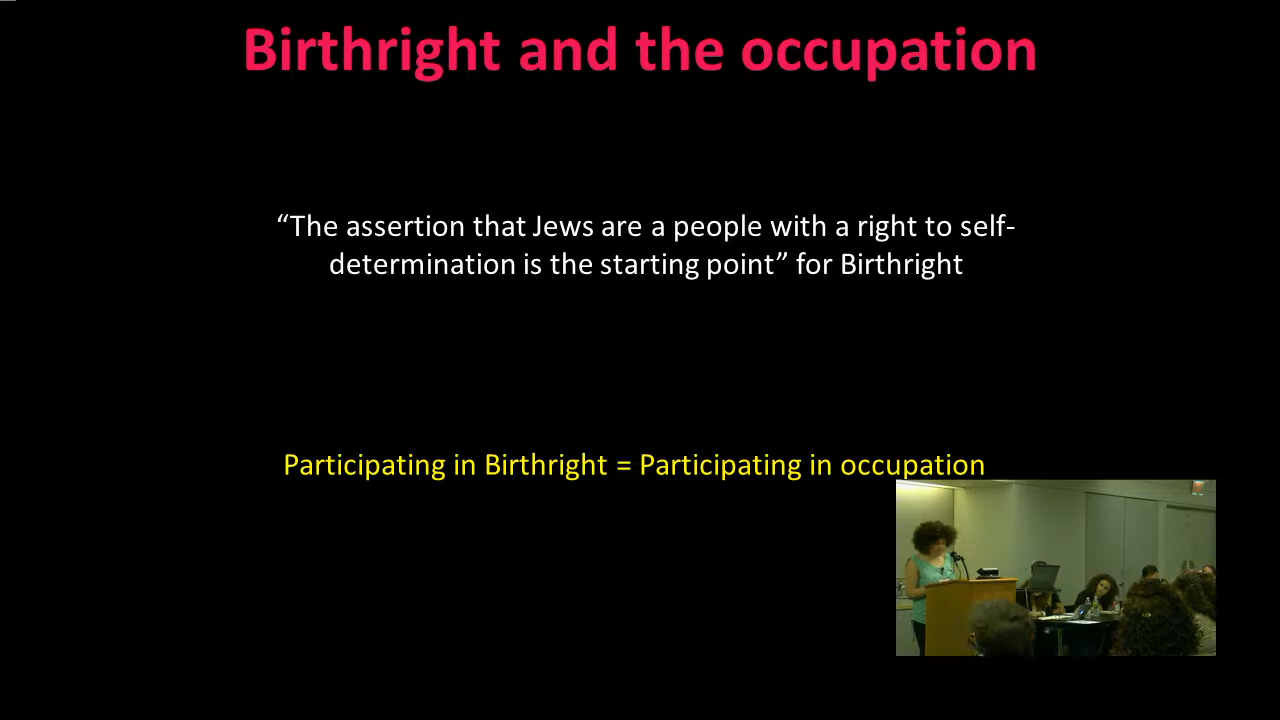 Birthright and the occupation
“The assertion that Jews are a people with a right to self-
determination is the starting point” for Birthright
Participating in Birthright = Participating in occupation